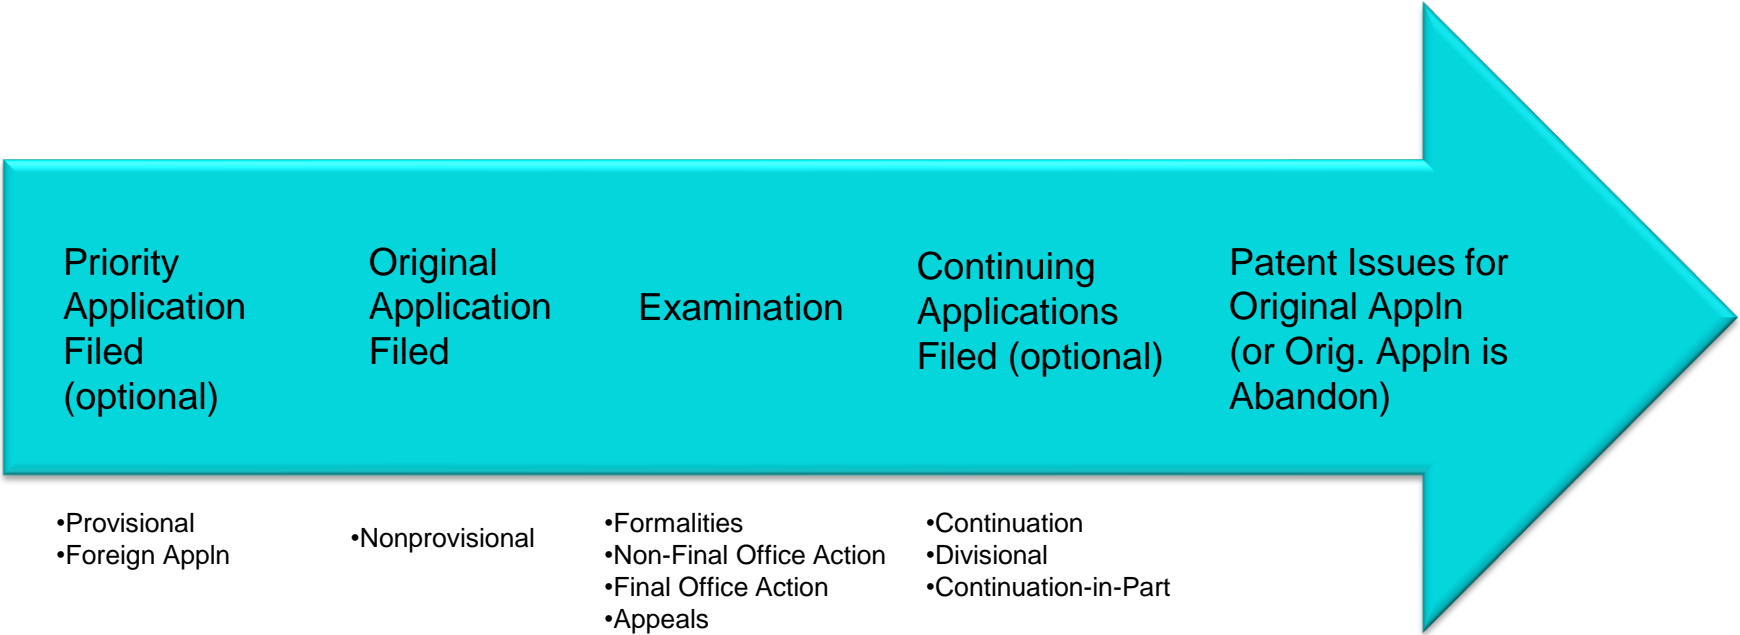 Priority
Application
Filed
(optional)
Original
Application
Filed
Examination
Continuing
Applications
Filed (optional)
Patent Issues for
Original Appln
(or Orig. Appln is
Abandon)
•Provisional
•Foreign Appln
•Nonprovisional
•Formalities
•Non-Final Office Action
•Final Office Action
•Appeals
•Continuation
•Divisional
•Continuation-in-Part